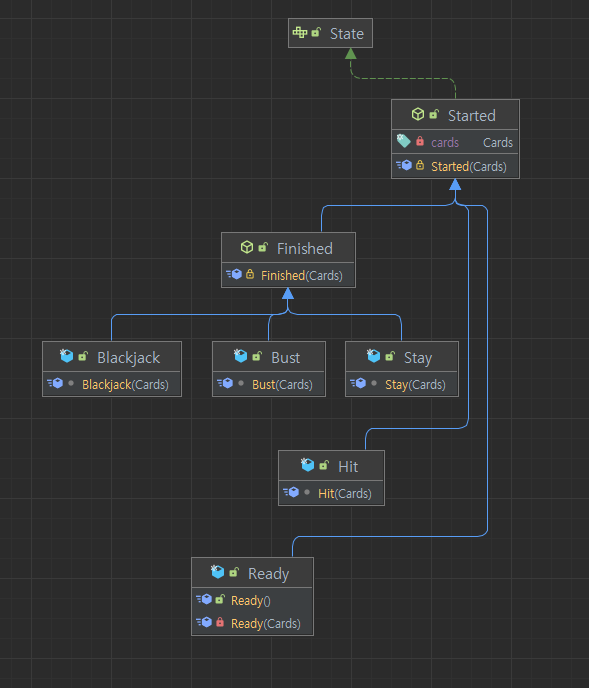 State
Started
cards Cards
Started(Cards)
Finished
Finished(Cards)
Blackjack
Blackjack(Cards)
Bust
Bust(Cards)
Stay
Stay(Cards)
Hit
Hit(Cards)
Ready
Ready()
Ready(Cards)